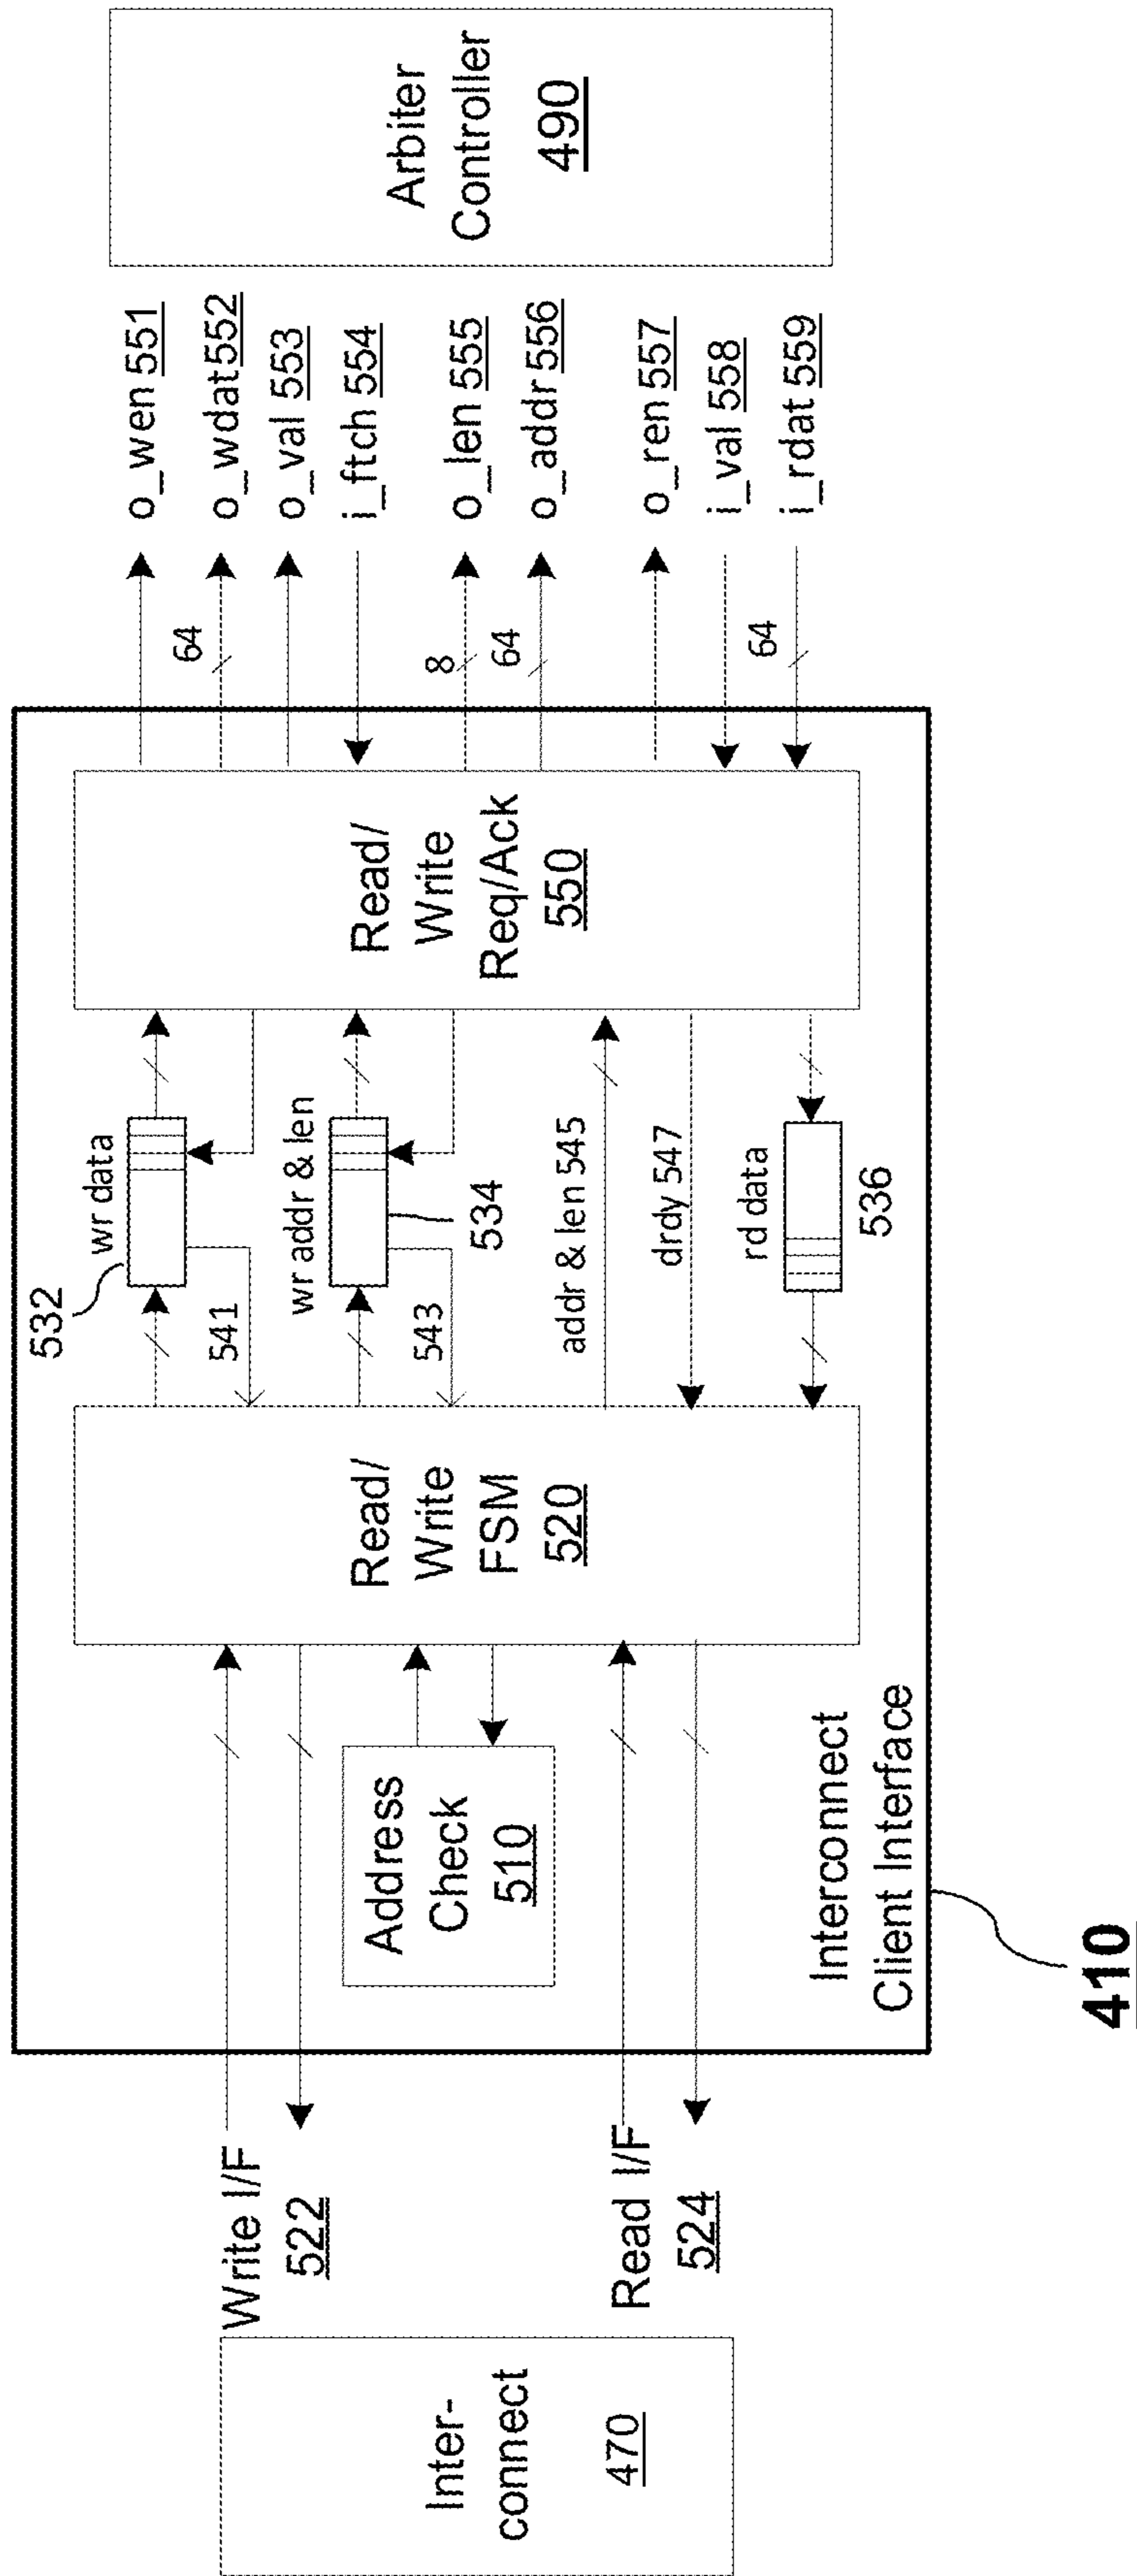 Inter-
connect
470
Write I/F
522
Read I/F
524
Address
Check
510
Interconnect
Client Interface
410
Read/
Write
FSM
520
532
wr data
541
wr addr & len
543
534
addr & len 545
drdy 547
rd data
536
Read/
Write
Req/Ack
550
64
8
64
64
o_wen 551
o_wdat 552
o_val 553
i_ftch 554
o_len 555
o_addr 556
o_ren 557
i_val 558
i_rdat 559
Arbiter
Controller
490